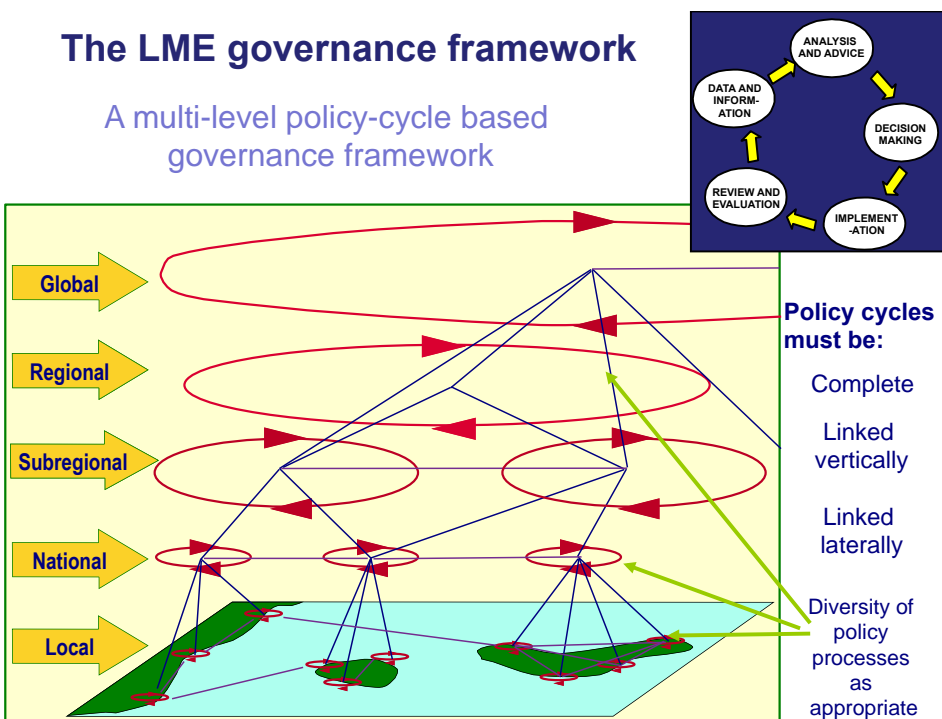 The LME governance framework
A multi-level policy-cycle based
governance framework
ANALYSIS
AND ADVICE
DECISION
MAKING
IMPLEMENT
-ATION
REVIEW AND
EVALUATION
DATA AND
INFORM-
ATION
Global
Regional
Subregional
National
Local
Policy cycles
must be:
Complete
Linked
vertically
Linked
laterally
Diversity of
policy
processes
as
appropriate